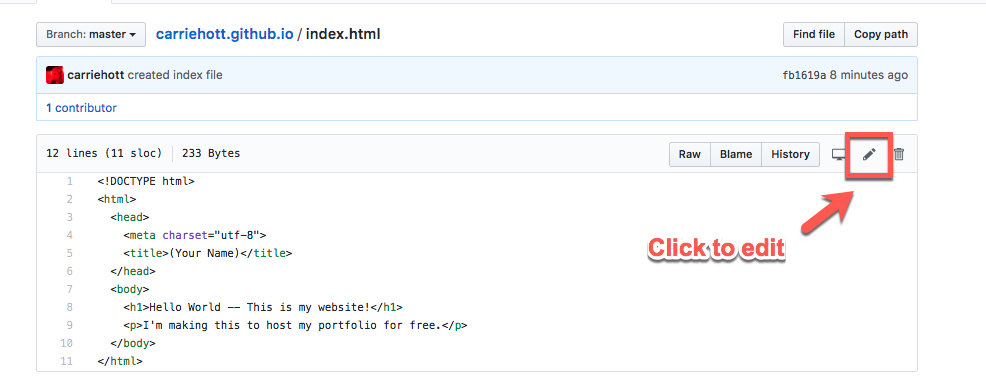 Branch: master carriehott.github.io / index.html Find file Copy path
carriehott created index file fb1619a 8 minutes ago
1 contributor
12 lines (11 sloc) 233 Bytes Raw Blame History
1 <!DOCTYPE html>
2 <html>
3 <head>
4 <meta charset="utf-8">
5 <title>(Your Name)</title>
6 </head>
7 <body>
8 <h1>Hello World -- This is my website!</h1>
9 <p>I'm making this to host my portfolio for free.</p>
10 </body>
11 </html>
Click to edit